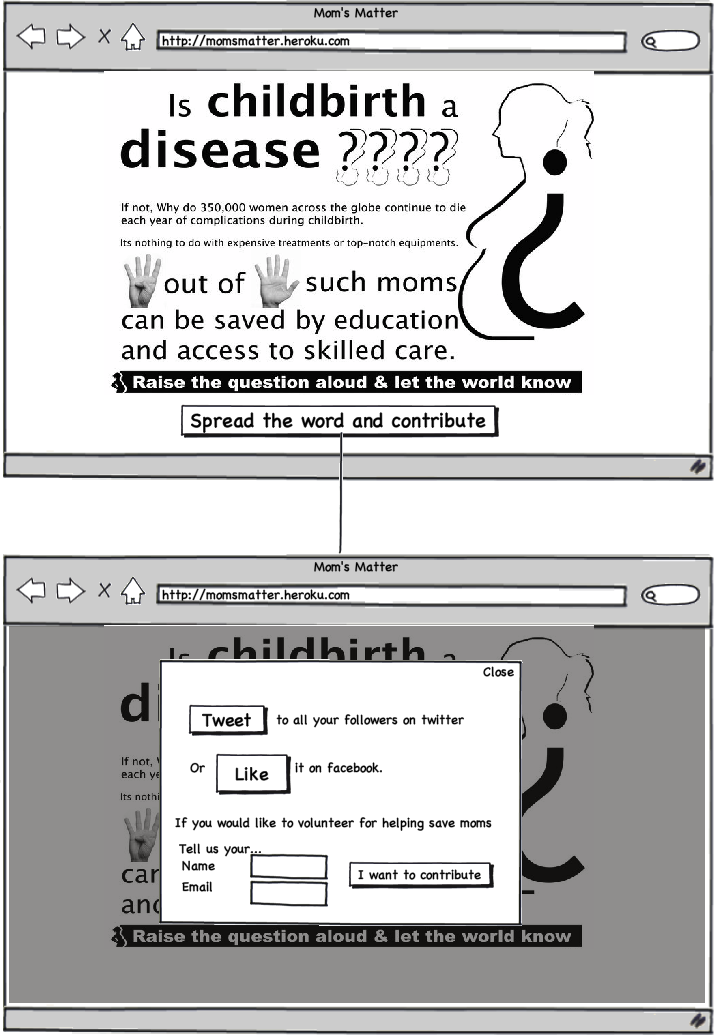 Mom's Matter
http://momsmatter.heroku.com
Is childbirth a
disease ????
If not, Why do 350,000 women across the globe continue to die
each year of complications during childbirth.
Its nothing to do with expensive treatments or top-notch equipments.
out of such moms
can be saved by education
and access to skilled care.
Raise the question aloud & let the world know
Spread the word and contribute
Mom's Matter
http://momsmatter.heroku.com
Is childbirth a
di
Close
Tweet to all your followers on twitter
If not, W
each ye
Or Like it on facebook.
Its nothi
If you would like to volunteer for helping save moms
Tell us your...
Name
I want to contribute
Email
car
and
Raise the question aloud & let the world know